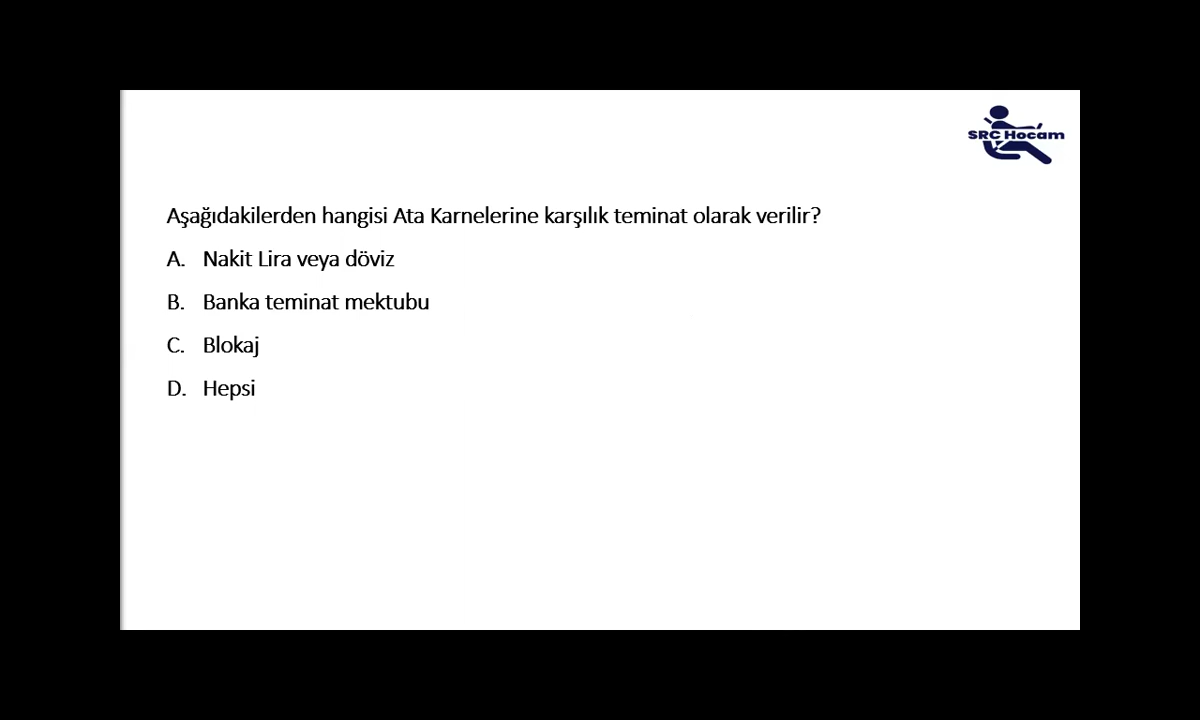 SRC Hocam
Aşağıdakilerden hangisi Ata Karnelerine karşılık teminat olarak verilir?
A. Nakit Lira veya döviz
B. Banka teminat mektubu
C. Blokaj
D. Hepsi